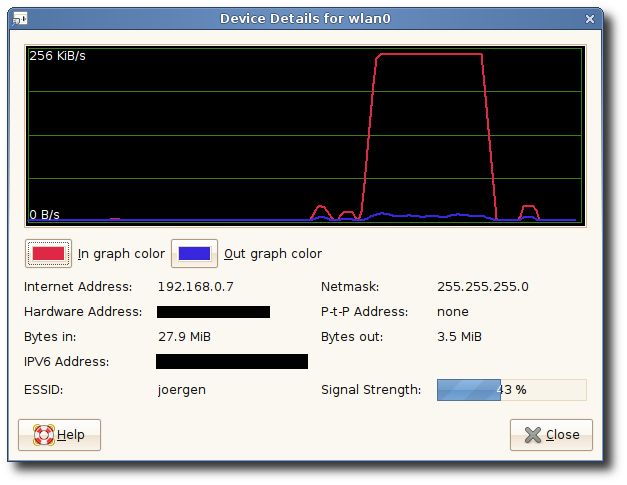 Device Details for wlan0
256 KiB/s
0 B/s
In graph color Out graph color
Internet Address: 192.168.0.7 Netmask: 255.255.255.0
Hardware Address: P-t-P Address: none
Bytes in: 27.9 MiB Bytes out: 3.5 MiB
IPV6 Address:
ESSID: joergen Signal Strength: 43 %
Help Close